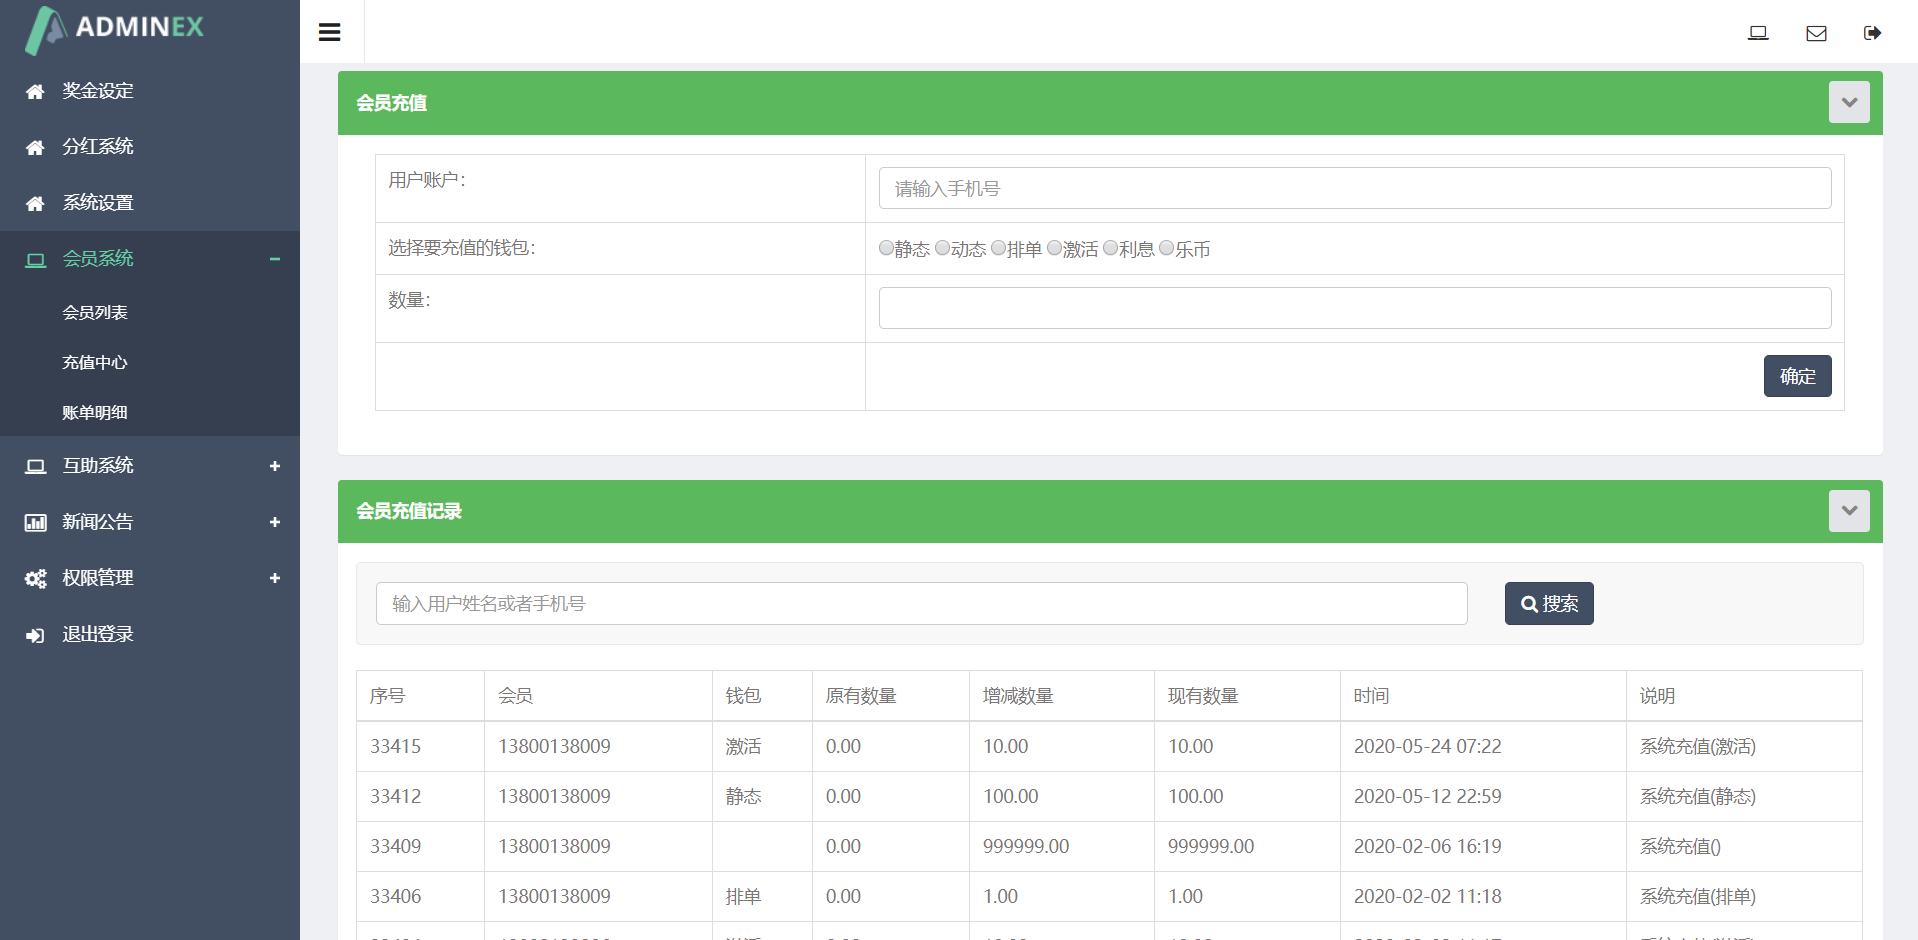 ADMINEX
奖金设定
分红系统
系统设置
会员系统
会员列表
充值中心
账单明细
互助系统
新闻公告
权限管理
退出登录
会员充值
用户账户：
请输入手机号
选择要充值的钱包：
静态 动态 排单 激活 利息 乐币
数量：
确定
会员充值记录
输入用户姓名或者手机号
搜索
序号 会员 钱包 原有数量 增减数量 现有数量 时间 说明
33415 13800138009 激活 0.00 10.00 10.00 2020-05-24 07:22 系统充值(激活)
33412 13800138009 静态 0.00 100.00 100.00 2020-05-12 22:59 系统充值(静态)
33409 13800138009 0.00 999999.00 999999.00 2020-02-06 16:19 系统充值()
33406 13800138009 排单 0.00 1.00 1.00 2020-02-02 11:18 系统充值(排单)